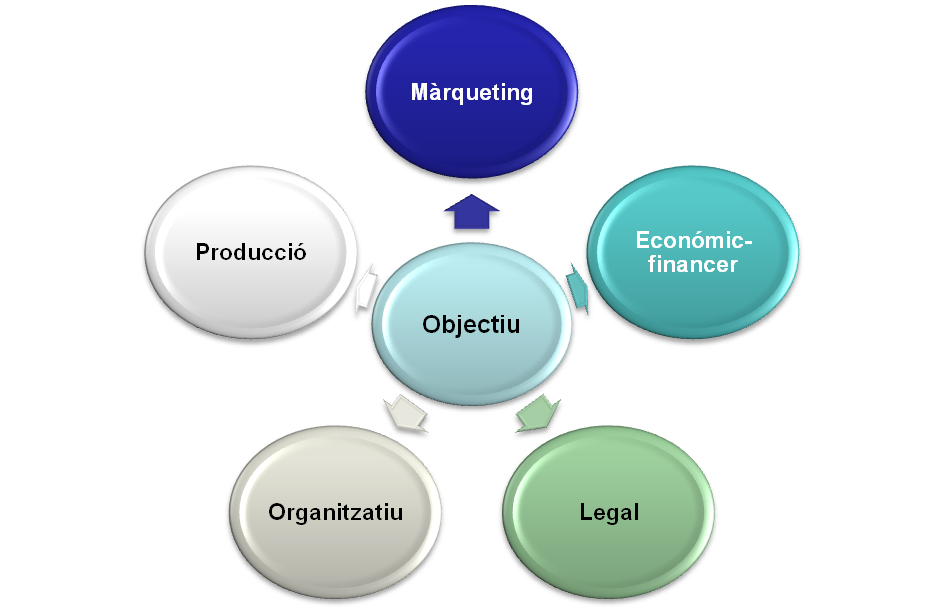 Màrqueting
Producció
Económic-
financer
Objectiu
Organitzatiu
Legal